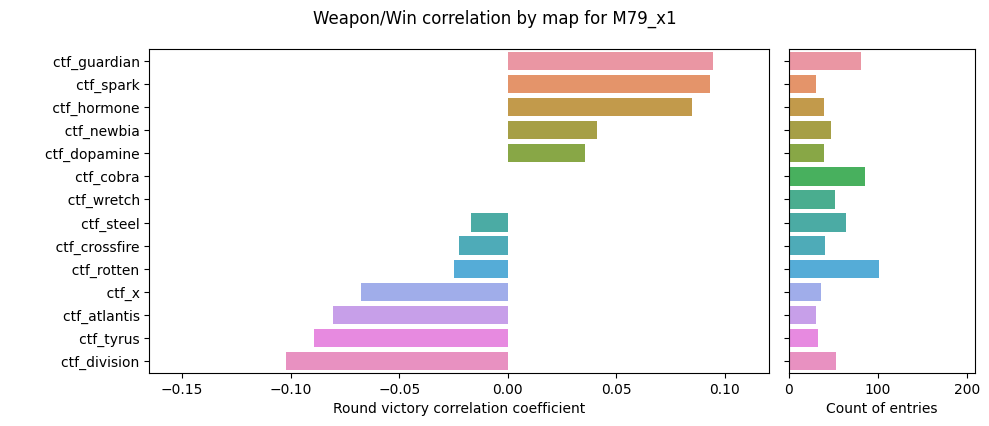 Weapon/Win correlation by map for M79_x1
ctf_guardian
ctf_spark
ctf_hormone
ctf_newbia
ctf_dopamine
ctf_cobra
ctf_wretch
ctf_steel
ctf_crossfire
ctf_rotten
ctf_x
ctf_atlantis
ctf_tyrus
ctf_division
−0.15 −0.10 −0.05 0.00 0.05 0.10
Round victory correlation coefficient
0 100 200
Count of entries